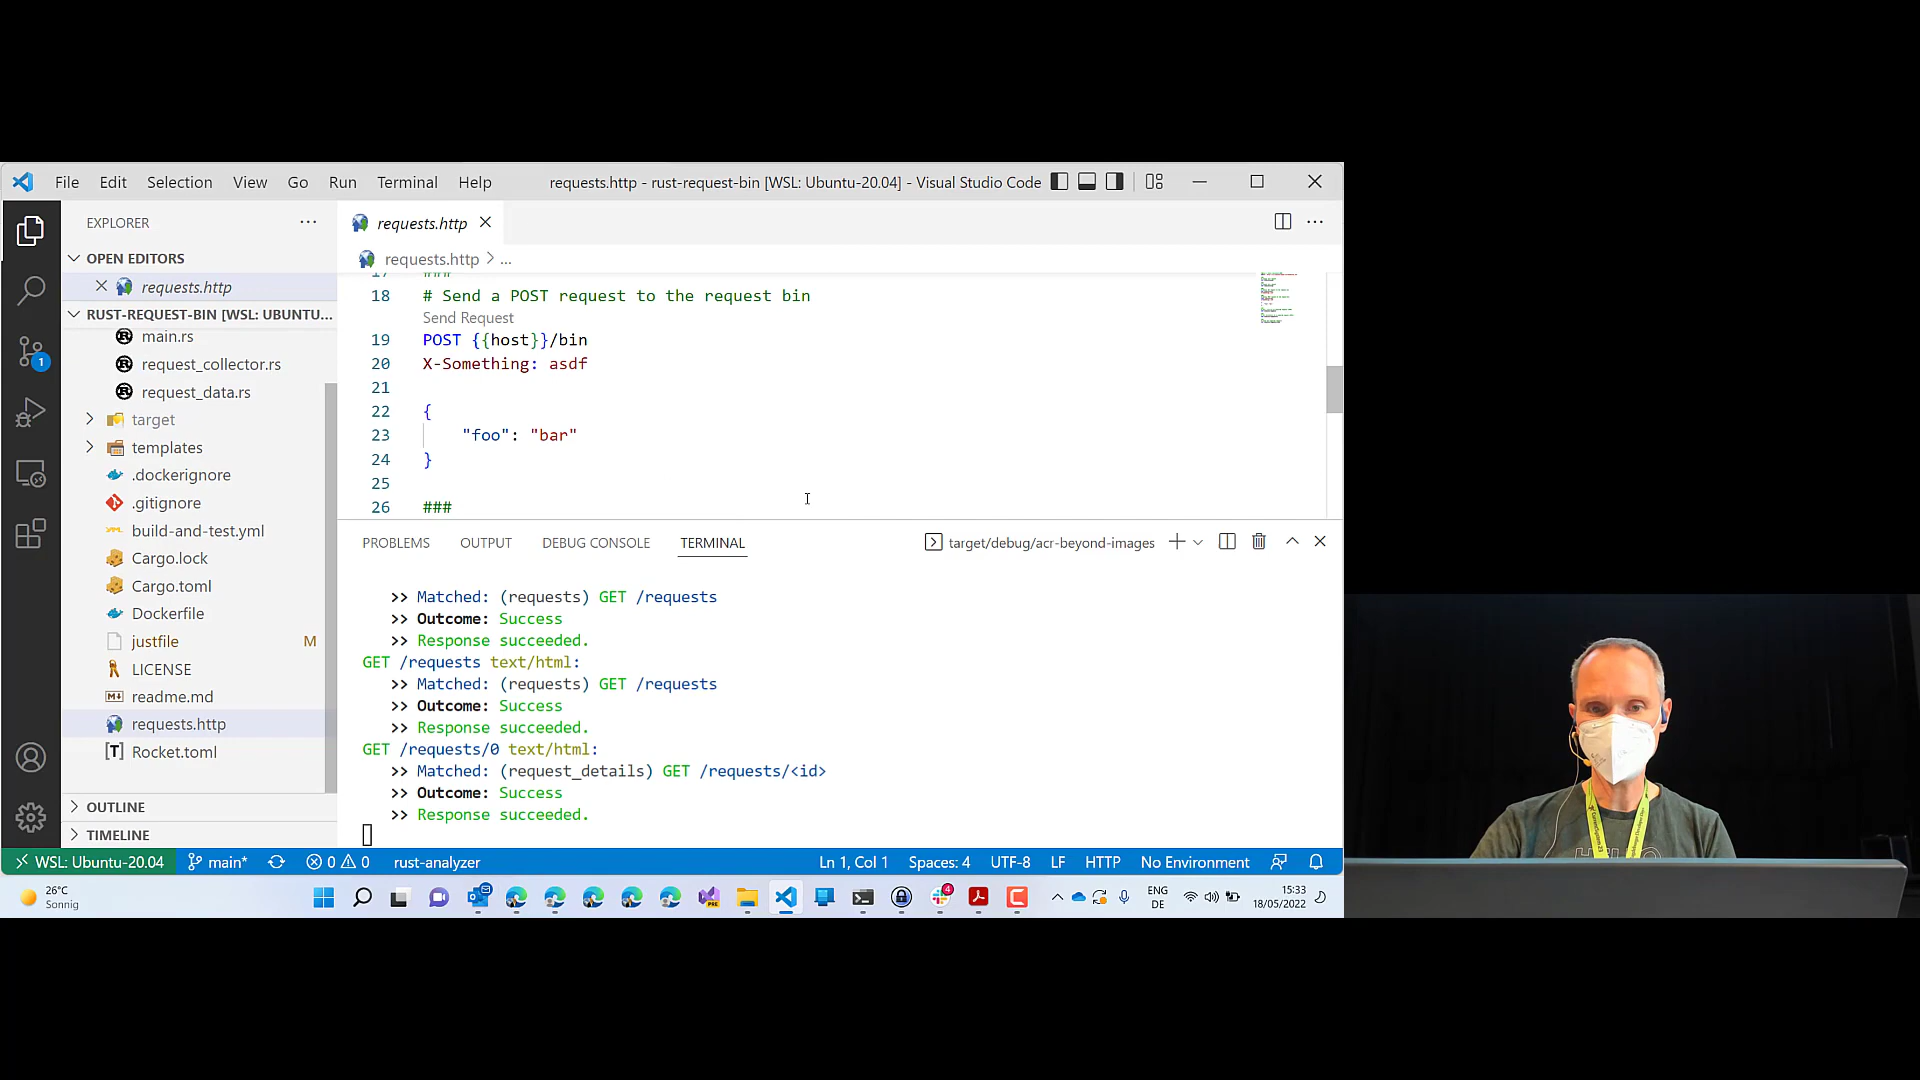 File Edit Selection View Go Run Terminal Help
requests.http - rust-request-bin [WSL: Ubuntu-20.04] - Visual Studio Code
EXPLORER
OPEN EDITORS
requests.http
RUST-REQUEST-BIN [WSL: UBUNTU...
main.rs
request_collector.rs
request_data.rs
target
templates
.dockerignore
.gitignore
build-and-test.yml
Cargo.lock
Cargo.toml
Dockerfile
justfile M
LICENSE
readme.md
requests.http
Rocket.toml
OUTLINE
TIMELINE
1
requests.http
requests.http > ...
17 ###
18 # Send a POST request to the request bin
Send Request
19 POST {{host}}/bin
20 X-Something: asdf
21
22 {
23 "foo": "bar"
24 }
25
26 ###
PROBLEMS OUTPUT DEBUG CONSOLE TERMINAL
target/debug/acr-beyond-images
>> Matched: (requests) GET /requests
>> Outcome: Success
>> Response succeeded.
GET /requests text/html:
>> Matched: (requests) GET /requests
>> Outcome: Success
>> Response succeeded.
GET /requests/0 text/html:
>> Matched: (request_details) GET /requests/<id>
>> Outcome: Success
>> Response succeeded.
WSL: Ubuntu-20.04 main* 0 0 rust-analyzer Ln 1, Col 1 Spaces: 4 UTF-8 LF HTTP No Environment
26°C
Sonnig
4
ENG
DE
15:33
18/05/2022